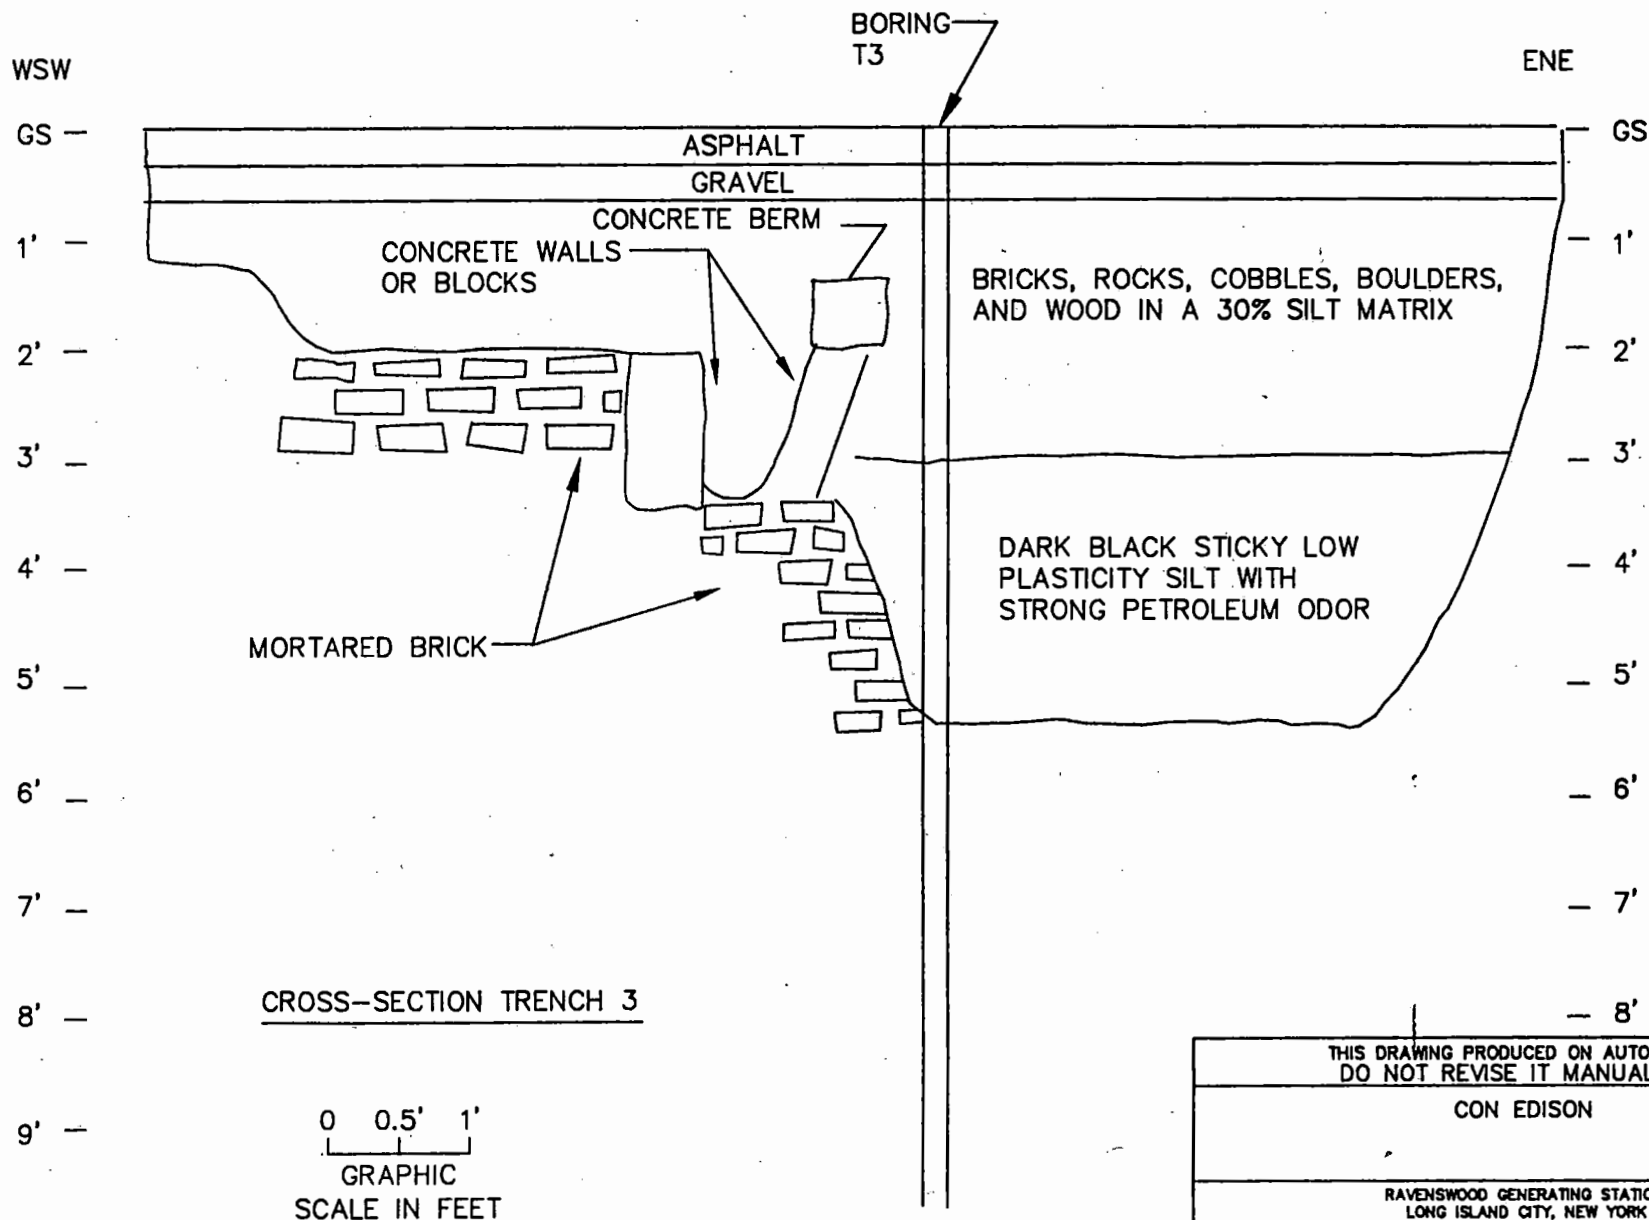 BORING
T3
WSW
ENE
GS
GS
ASPHALT
GRAVEL
CONCRETE BERM
CONCRETE WALLS
OR BLOCKS
BRICKS, ROCKS, COBBLES, BOULDERS,
AND WOOD IN A 30% SILT MATRIX
1'
1'
2'
2'
3'
3'
DARK BLACK STICKY LOW
PLASTICITY SILT WITH
STRONG PETROLEUM ODOR
4'
4'
MORTARED BRICK
5'
5'
6'
6'
7'
7'
CROSS-SECTION TRENCH 3
8'
8'
9'
0 0.5' 1'
GRAPHIC
SCALE IN FEET
THIS DRAWING PRODUCED ON AUTO
DO NOT REVISE IT MANUAL
CON EDISON
RAVENSWOOD GENERATING STATIO
LONG ISLAND CITY, NEW YORK